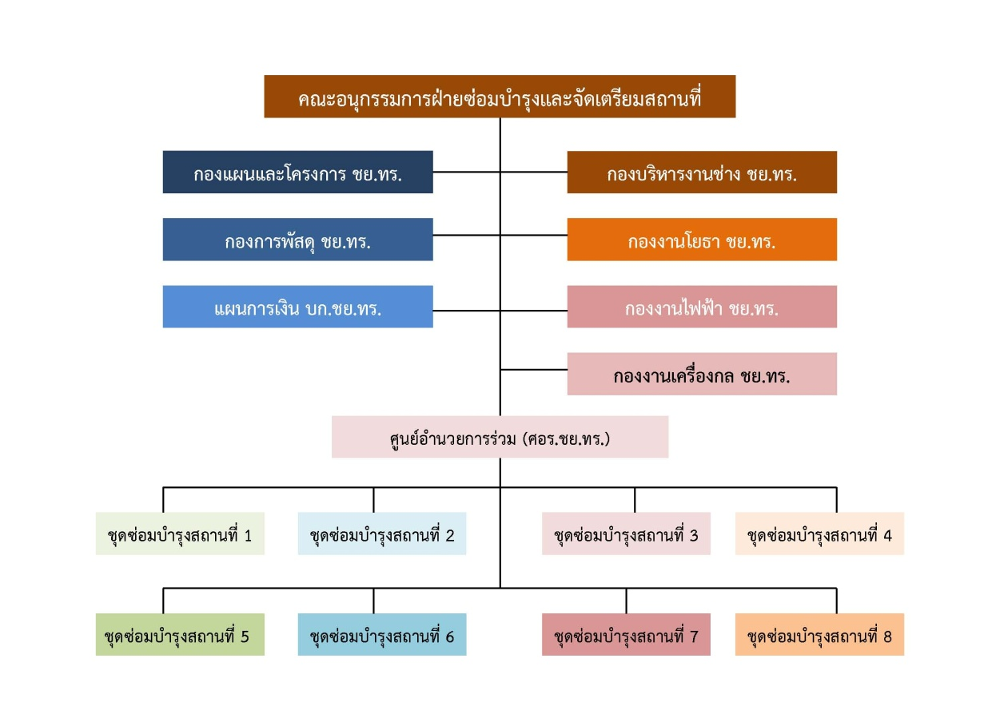 คณะอนุกรรมการฝ่ายซ่อมบำรุงและจัดเตรียมสถานที่
กองแผนและโครงการ ชย.ทร.
กองบริหารงานช่าง ชย.ทร.
กองการพัสดุ ชย.ทร.
กองงานโยธา ชย.ทร.
แผนการเงิน บก.ชย.ทร.
กองงานไฟฟ้า ชย.ทร.
กองงานเครื่องกล ชย.ทร.
ศูนย์อำนวยการร่วม (ศอร.ชย.ทร.)
ชุดซ่อมบำรุงสถานที่ 1
ชุดซ่อมบำรุงสถานที่ 2
ชุดซ่อมบำรุงสถานที่ 3
ชุดซ่อมบำรุงสถานที่ 4
ชุดซ่อมบำรุงสถานที่ 5
ชุดซ่อมบำรุงสถานที่ 6
ชุดซ่อมบำรุงสถานที่ 7
ชุดซ่อมบำรุงสถานที่ 8